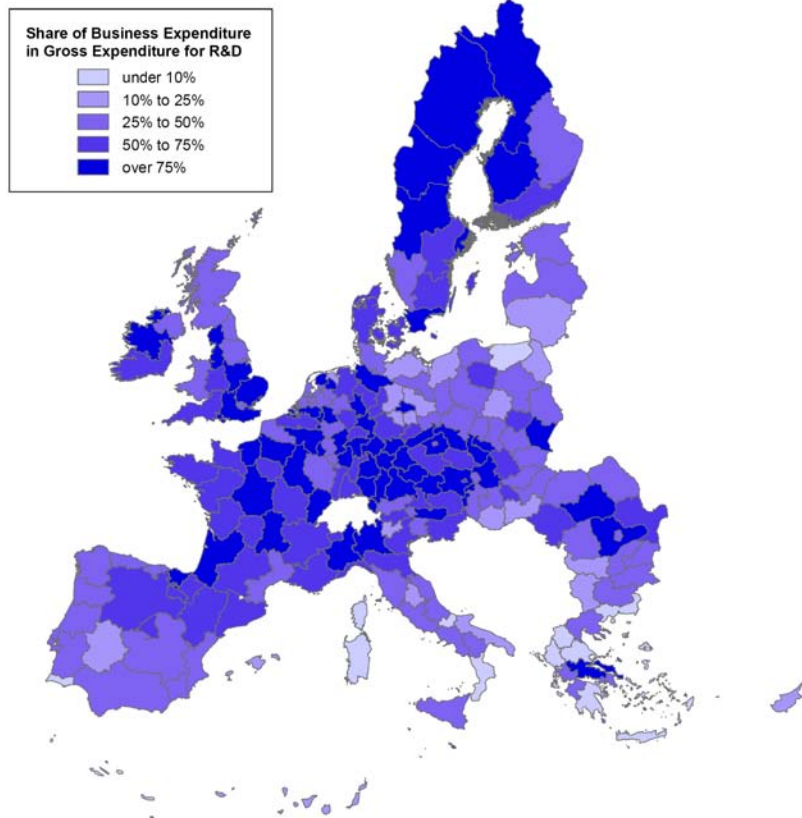 Share of Business Expenditure
in Gross Expenditure for R&D
under 10%
10% to 25%
25% to 50%
50% to 75%
over 75%